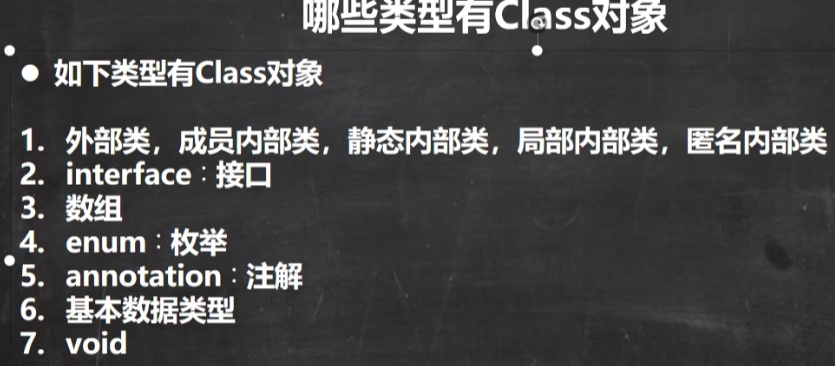 哪些类型有Class对象
● 如下类型有Class对象
1. 外部类，成员内部类，静态内部类，局部内部类，匿名内部类
2. interface：接口
3. 数组
4. enum：枚举
5. annotation：注解
6. 基本数据类型
7. void